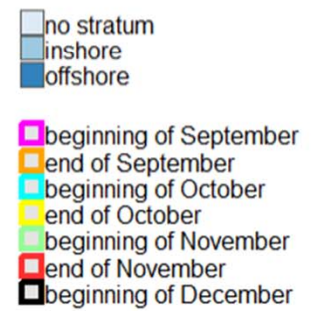 no stratum
inshore
offshore
beginning of September
end of September
beginning of October
end of October
beginning of November
end of November
beginning of December